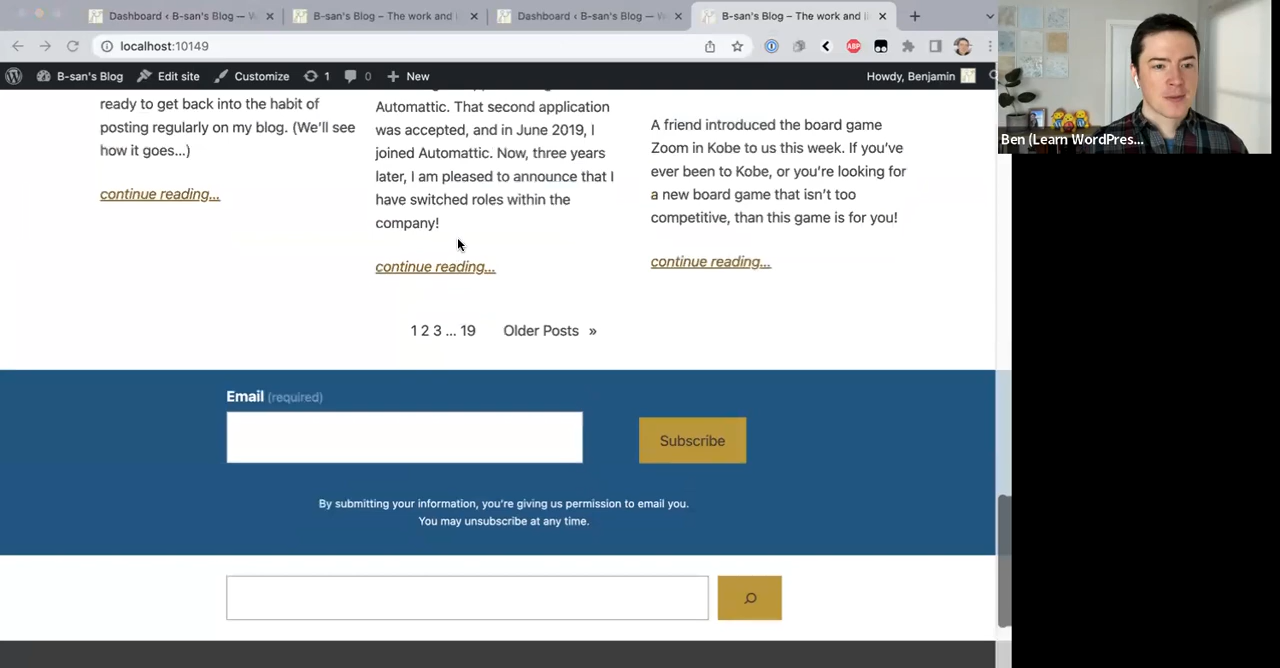 Dashboard ‹ B-san's Blog — W
B-san's Blog – The work and
Dashboard ‹ B-san's Blog — W
B-san's Blog – The work and li
localhost:10149
ABP
B-san's Blog
Edit site
Customize
1
0
New
Howdy, Benjamin
Ben (Learn WordPres...
ready to get back into the habit of
posting regularly on my blog. (We'll see
how it goes...)
continue reading...
Automattic. That second application
was accepted, and in June 2019, I
joined Automattic. Now, three years
later, I am pleased to announce that I
have switched roles within the
company!
continue reading...
A friend introduced the board game
Zoom in Kobe to us this week. If you've
ever been to Kobe, or you're looking for
a new board game that isn't too
competitive, than this game is for you!
continue reading...
1 2 3 ... 19 Older Posts »
Email (required)
Subscribe
By submitting your information, you're giving us permission to email you.
You may unsubscribe at any time.